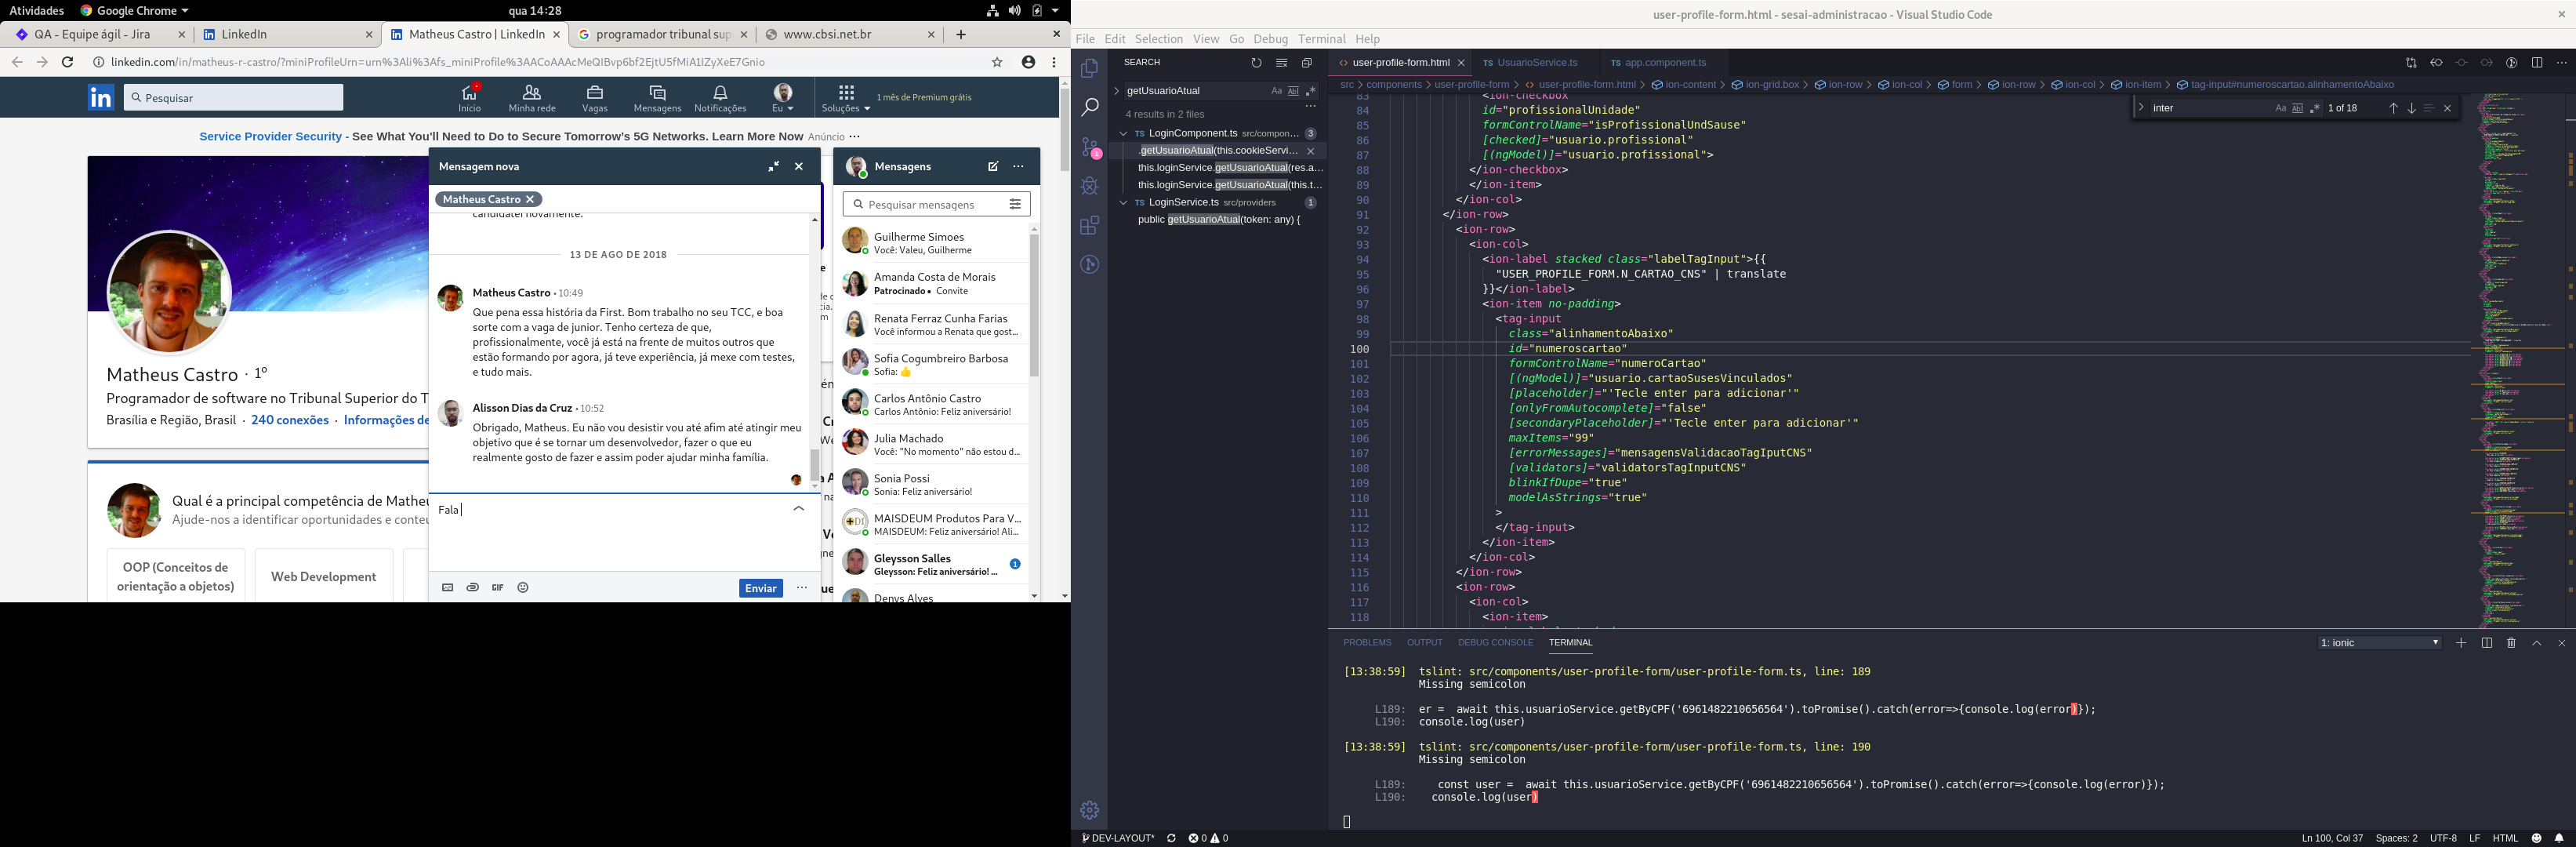 Atividades
Google Chrome
qua 14:28
QA - Equipe ágil - Jira
LinkedIn
Matheus Castro | LinkedIn
programador tribunal sup
www.cbsi.net.br
linkedin.com/in/matheus-r-castro/?miniProfileUrn=urn%3Ali%3Afs_miniProfile%3AACoAAAcMeQIBvp6bf2EjtU5fMiA1IZyXeE7Gnio
Pesquisar
Início
Minha rede
Vagas
Mensagens
Notificações
Eu
Soluções
1 mês de Premium grátis
Service Provider Security - See What You'll Need to Do to Secure Tomorrow's 5G Networks. Learn More Now Anúncio ...
Matheus Castro · 1º
Programador de software no Tribunal Superior do T
Brasília e Região, Brasil · 240 conexões · Informações de
Qual é a principal competência de Matheu
Ajude-nos a identificar oportunidades e conteu
OOP (Conceitos de
orientação a objetos)
Web Development
Mensagem nova
Matheus Castro
candidatei novamente.
13 DE AGO DE 2018
Matheus Castro • 10:49
Que pena essa história da First. Bom trabalho no seu TCC, e boa
sorte com a vaga de junior. Tenho certeza de que,
profissionalmente, você já está na frente de muitos outros que
estão formando por agora, já teve experiência, já mexe com testes,
e tudo mais.
Alisson Dias da Cruz • 10:52
Obrigado, Matheus. Eu não vou desistir vou até afim até atingir meu
objetivo que é se tornar um desenvolvedor, fazer o que eu
realmente gosto de fazer e assim poder ajudar minha família.
Fala
GIF
Enviar
Mensagens
Pesquisar mensagens
Guilherme Simoes
Você: Valeu, Guilherme
Amanda Costa de Morais
Patrocinado • Convite
Renata Ferraz Cunha Farias
Você informou a Renata que gost...
Sofia Cogumbreiro Barbosa
Sofia: 👍
Carlos Antônio Castro
Carlos Antônio: Feliz aniversário!
Julia Machado
Você: "No momento" não estou d...
Sonia Possi
Sonia: Feliz aniversário!
MAISDEUM Produtos Para V...
MAISDEUM: Feliz aniversário! Ali...
Gleysson Salles
Gleysson: Feliz aniversário! ...
1
Denys Alves
user-profile-form.html - sesai-administracao - Visual Studio Code
File Edit Selection View Go Debug Terminal Help
SEARCH
getUsuarioAtual
4 results in 2 files
LoginComponent.ts src/compon... 3
.getUsuarioAtual(this.cookieServi...
this.loginService.getUsuarioAtual(res.a...
this.loginService.getUsuarioAtual(this.t...
LoginService.ts src/providers 1
public getUsuarioAtual(token: any) {
user-profile-form.html
UsuarioService.ts
app.component.ts
src > components > user-profile-form > user-profile-form.html > ion-content > ion-grid.box > ion-row > ion-col > form > ion-row > ion-col > ion-item > tag-input#numeroscartao.alinhamentoAbaixo
inter
1 of 18
83 <ion-checkbox
84 id="profissionalUnidade"
85 formControlName="isProfissionalUndSause"
86 [checked]="usuario.profissional"
87 [(ngModel)]="usuario.profissional">
88 </ion-checkbox>
89 </ion-item>
90 </ion-col>
91 </ion-row>
92 <ion-row>
93 <ion-col>
94 <ion-label stacked class="labelTagInput">{{
95 "USER_PROFILE_FORM.N_CARTAO_CNS" | translate
96 }}</ion-label>
97 <ion-item no-padding>
98 <tag-input
99 class="alinhamentoAbaixo"
100 id="numeroscartao"
101 formControlName="numeroCartao"
102 [(ngModel)]="usuario.cartaoSusesVinculados"
103 [placeholder]="'Tecle enter para adicionar'"
104 [onlyFromAutocomplete]="false"
105 [secondaryPlaceholder]="'Tecle enter para adicionar'"
106 maxItems="99"
107 [errorMessages]="mensagensValidacaoTagIputCNS"
108 [validators]="validatorsTagInputCNS"
109 blinkIfDupe="true"
110 modelAsStrings="true"
111 >
112 </tag-input>
113 </ion-item>
114 </ion-col>
115 </ion-row>
116 <ion-row>
117 <ion-col>
118 <ion-item>
PROBLEMS OUTPUT DEBUG CONSOLE TERMINAL
1: ionic
[13:38:59] tslint: src/components/user-profile-form/user-profile-form.ts, line: 189
Missing semicolon
L189: er = await this.usuarioService.getByCPF('6961482210656564').toPromise().catch(error=>{console.log(error)});
L190: console.log(user)
[13:38:59] tslint: src/components/user-profile-form/user-profile-form.ts, line: 190
Missing semicolon
L189: const user = await this.usuarioService.getByCPF('6961482210656564').toPromise().catch(error=>{console.log(error)});
L190: console.log(user)
DEV-LAYOUT*
0 0
Ln 100, Col 37
Spaces: 2
UTF-8
LF
HTML